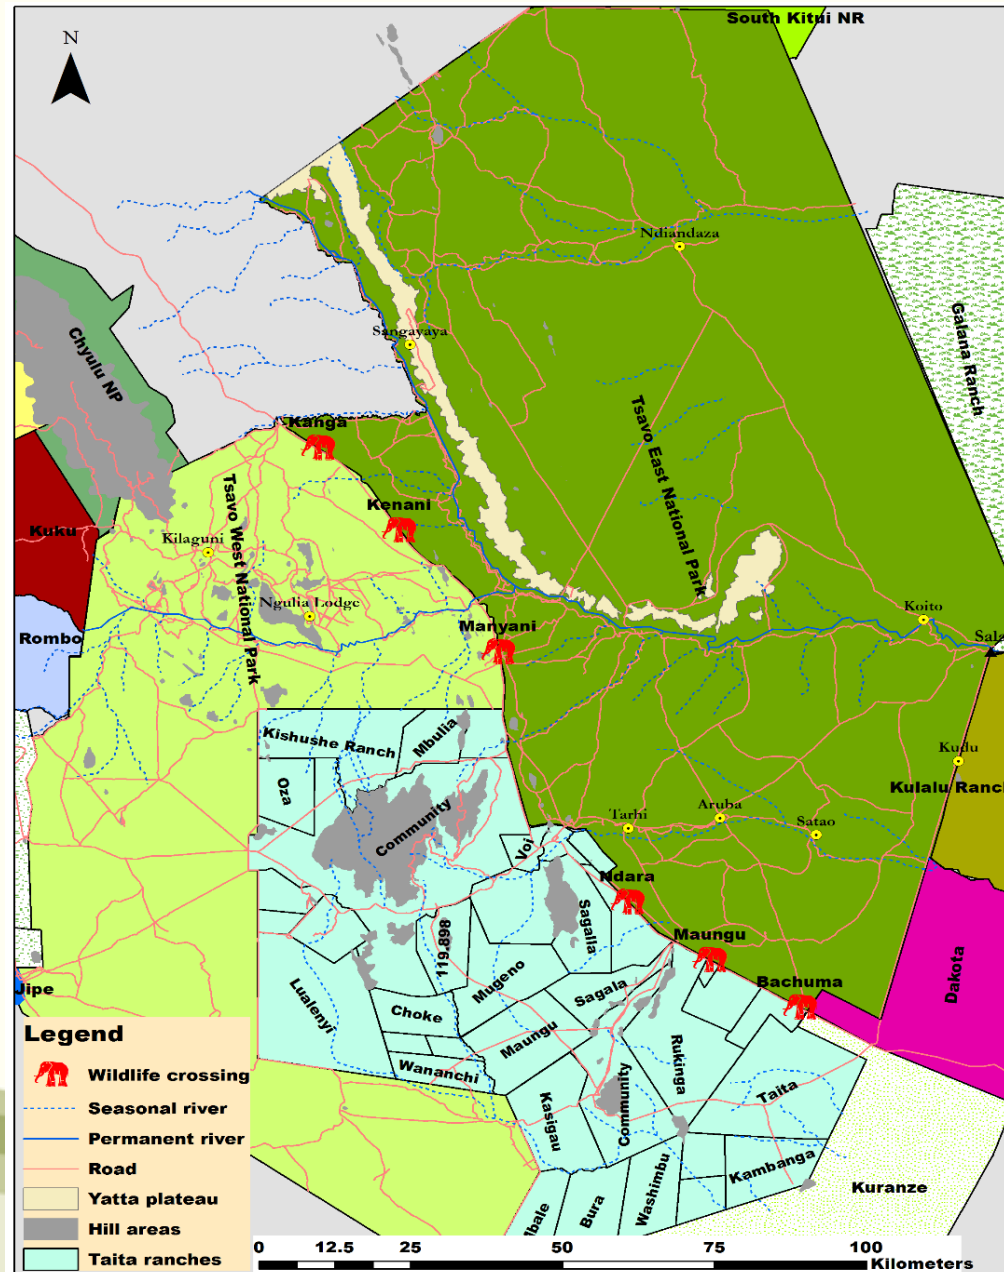 South Kitui NR
N
Ndiandaza
Galana Ranch
Sangayaya
Chyulu NP
Tsavo East National Park
Kanga
Kenani
Kuku
Tsavo West National Park
Kilaguni
Ngulia Lodge
Koito
Rombo
Manyani
Sala
Kishushe Ranch
Mbulia
Kudu
Kulalu Ranch
Oza
Community
Tarhi
Aruba
Satao
Voi
Ndara
Sagalla
119.898
Maungu
Dakota
Mugeno
Bachuma
Jipe
Lualenyi
Sagala
Choke
Maungu
Rukinga
Wananchi
Taita
Kasigau
Community
Kambanga
Washimbu
Bura
Mbale
Kuranze
Legend
Wildlife crossing
Seasonal river
Permanent river
Road
Yatta plateau
Hill areas
Taita ranches
0 12.5 25 50 75 100
Kilometers